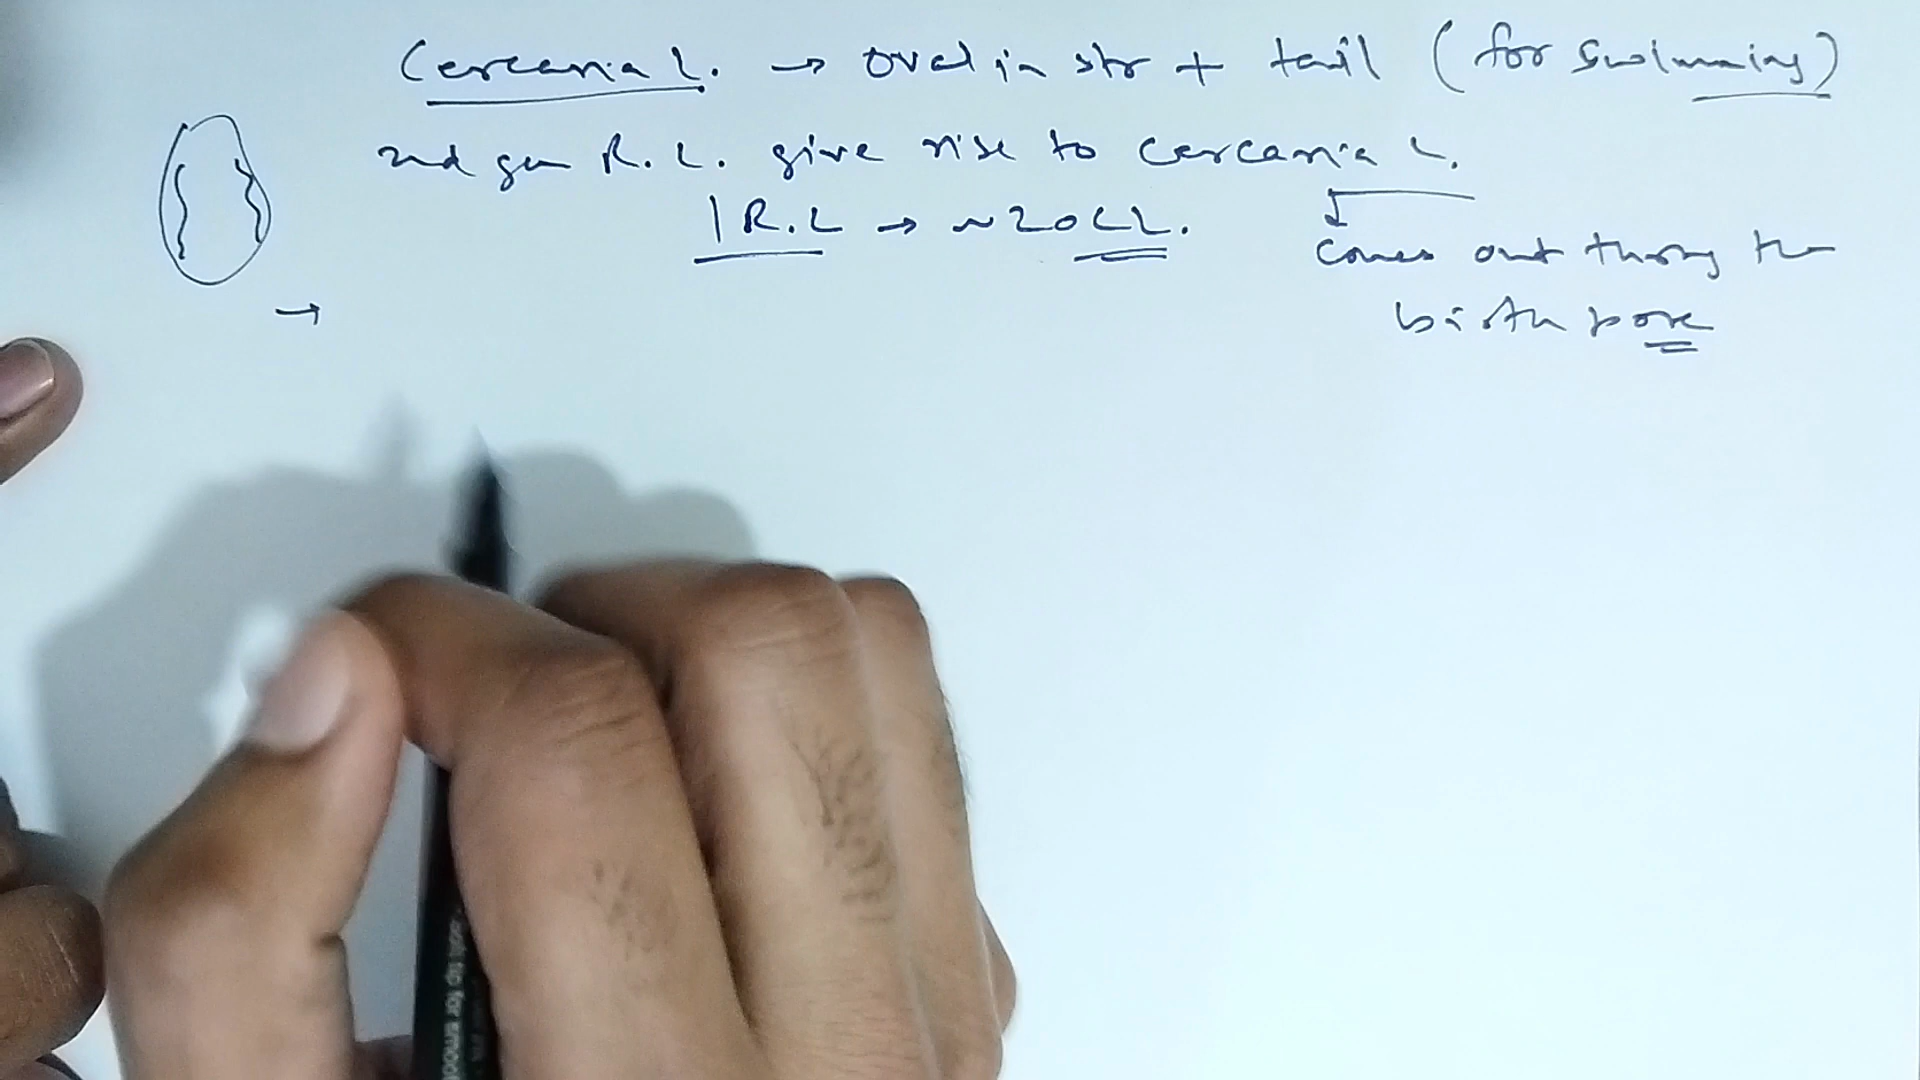 Cercaria L. → oval in str + tail (for swimming)
2nd gen R.L. give rise to cercaria L.
1 R.L → ~20 CL.
comes out through the
birth pore
→